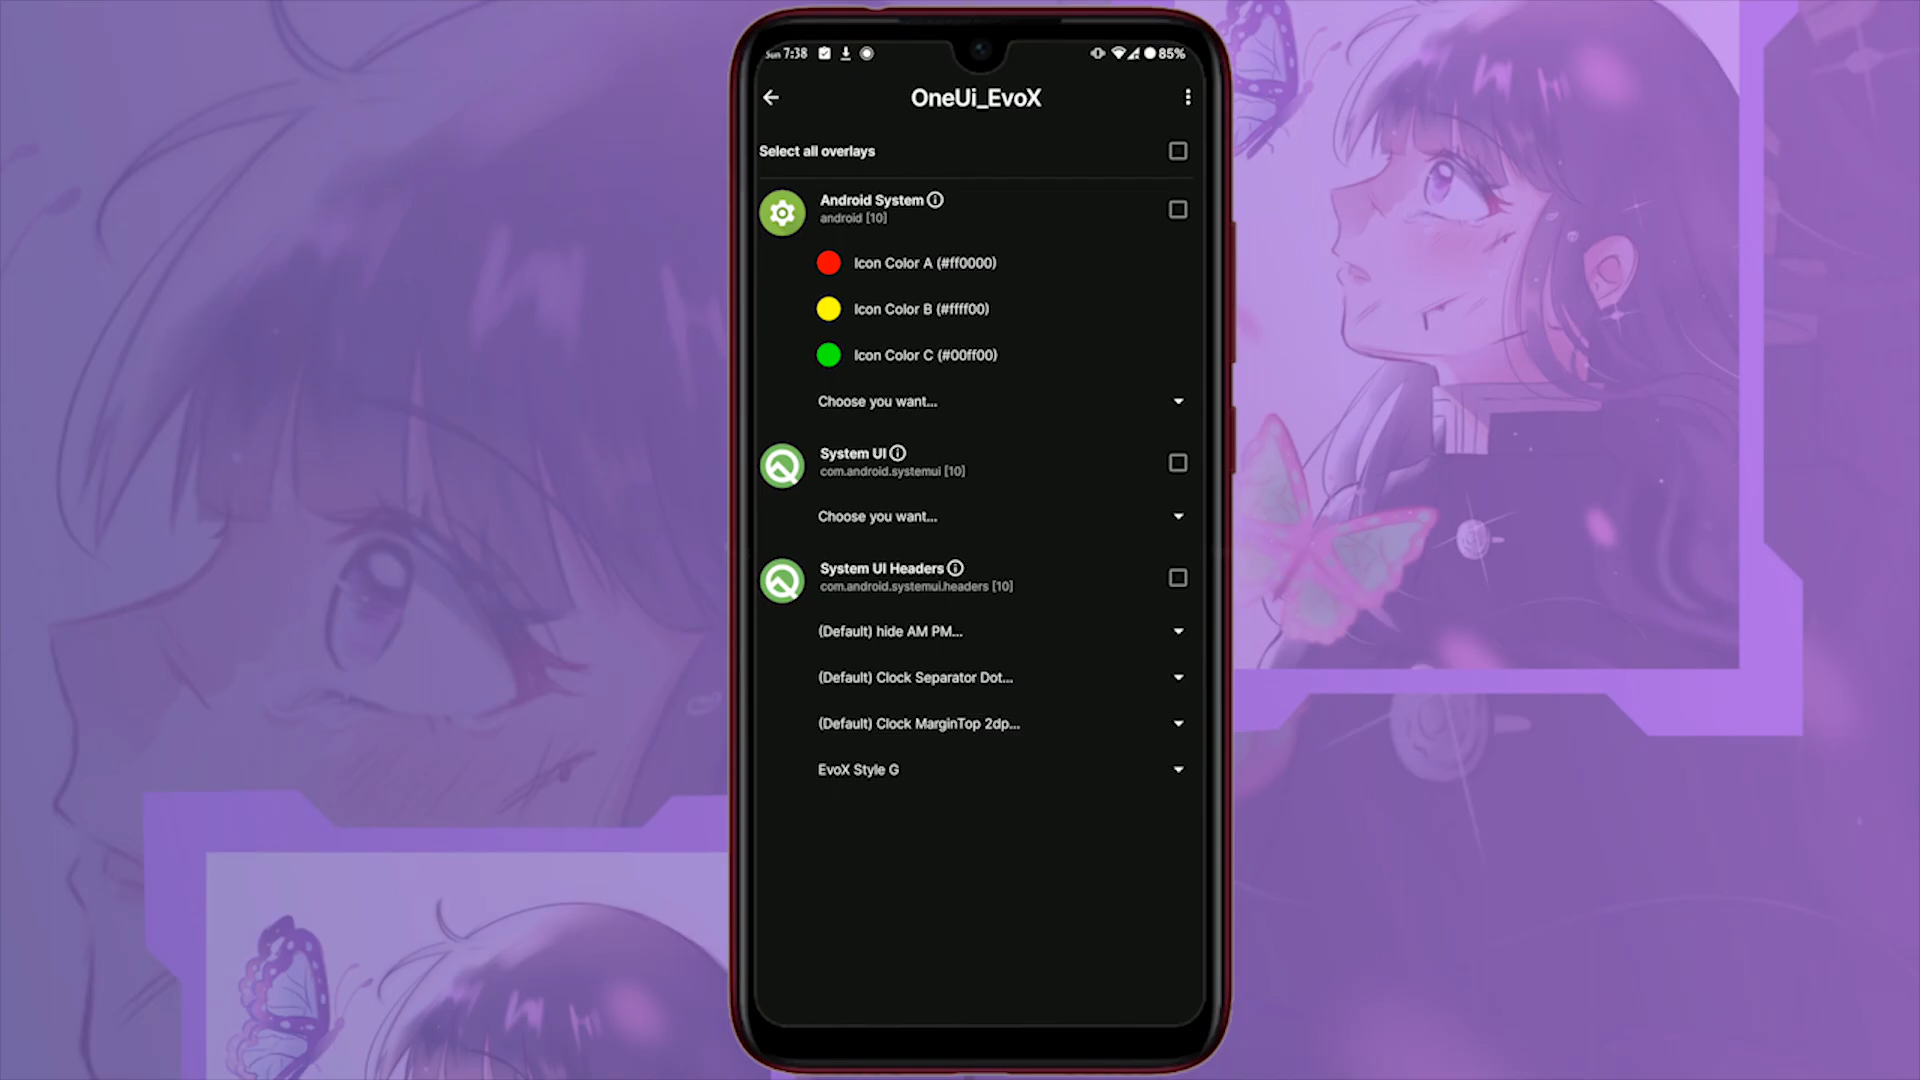 Sun 7:38
85%
OneUi_EvoX
Select all overlays
Android System
android [10]
Icon Color A (#ff0000)
Icon Color B (#ffff00)
Icon Color C (#00ff00)
Choose you want...
System UI
com.android.systemui [10]
Choose you want...
System UI Headers
com.android.systemui.headers [10]
(Default) hide AM PM...
(Default) Clock Separator Dot...
(Default) Clock MarginTop 2dp...
EvoX Style G